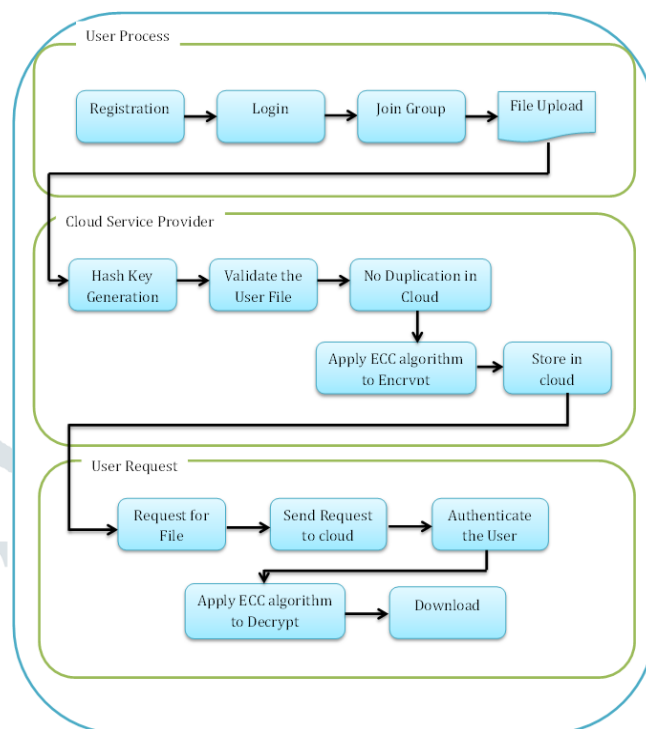 User Process
Registration
Login
Join Group
File Upload
Cloud Service Provider
Hash Key
Generation
Validate the
User File
No Duplication in
Cloud
Apply ECC algorithm
to Encrypt
Store in
cloud
User Request
Request for
File
Send Request
to cloud
Authenticate
the User
Apply ECC algorithm
to Decrypt
Download